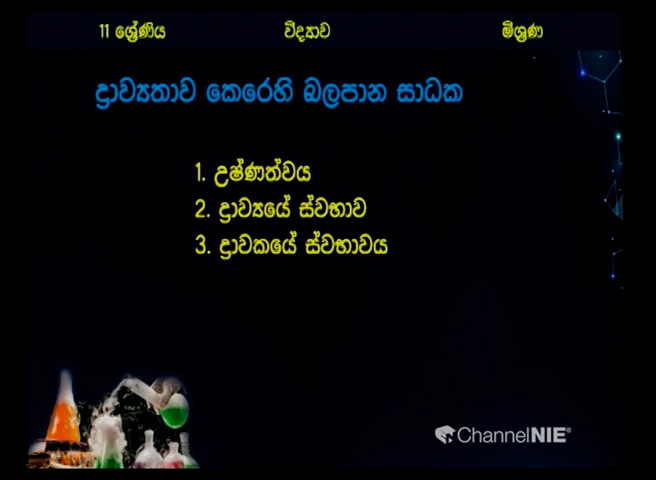 11 ශ්‍රේණිය විද්‍යාව මිශ්‍රණ
ද්‍රාව්‍යතාව කෙරෙහි බලපාන සාධක
1. උෂ්ණත්වය
2. ද්‍රාව්‍යයේ ස්වභාව
3. ද්‍රාවකයේ ස්වභාවය
ChannelNIE®